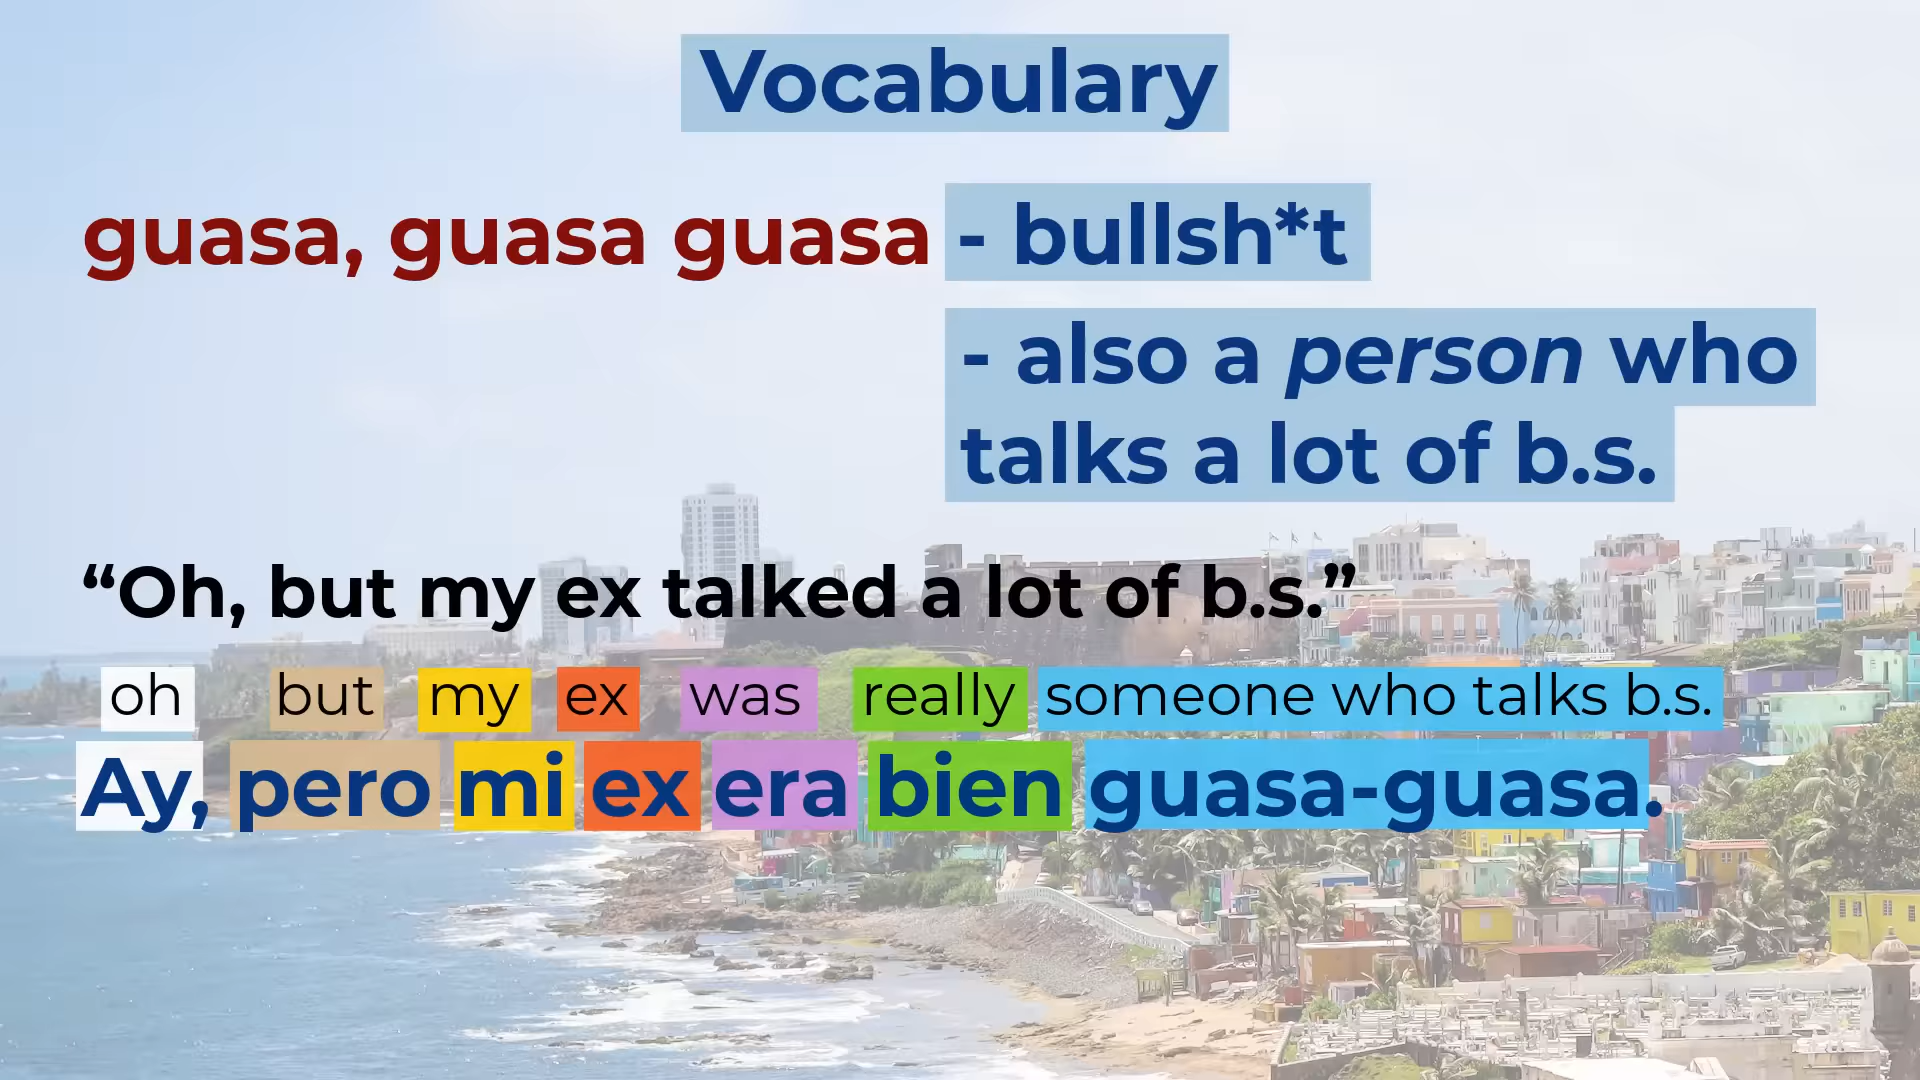 Vocabulary
guasa, guasa guasa - bullsh*t
- also a person who
talks a lot of b.s.
“Oh, but my ex talked a lot of b.s.”
oh but my ex was really someone who talks b.s.
Ay, pero mi ex era bien guasa-guasa.